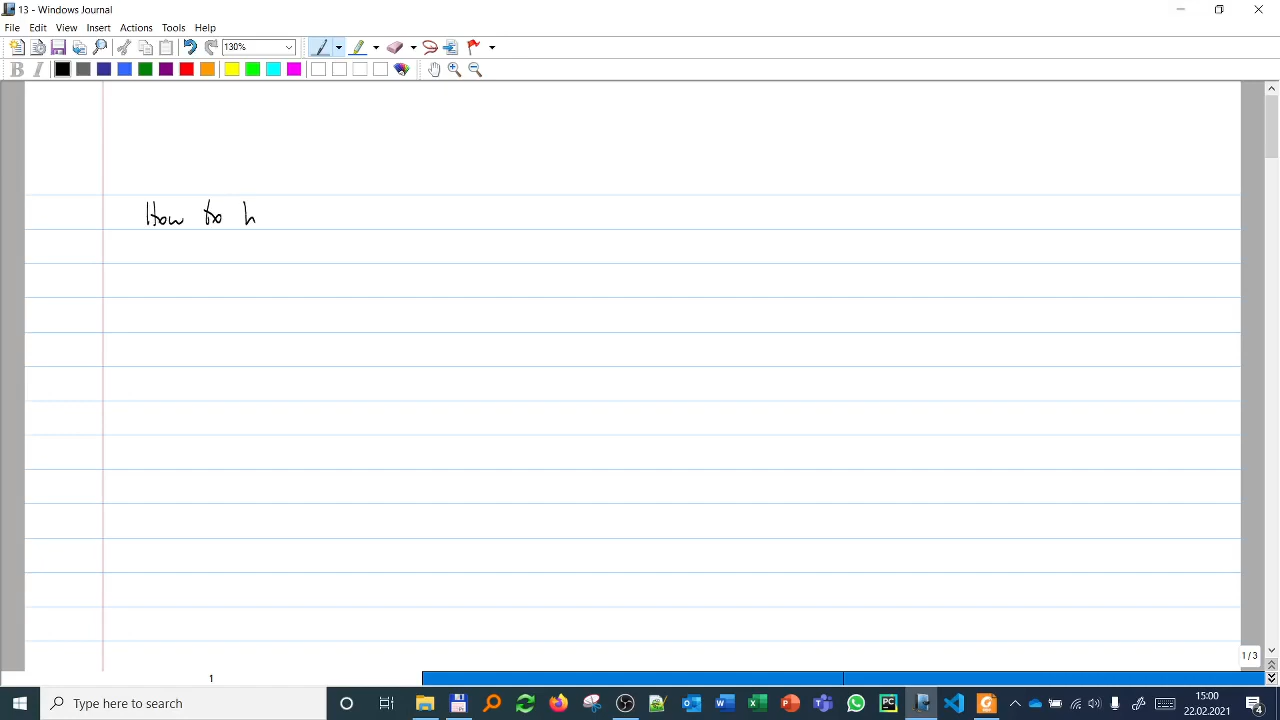 13 - Windows Journal
File Edit View Insert Actions Tools Help
130%
B I
How to h
1 / 3
1
Type here to search
15:00
22.02.2021